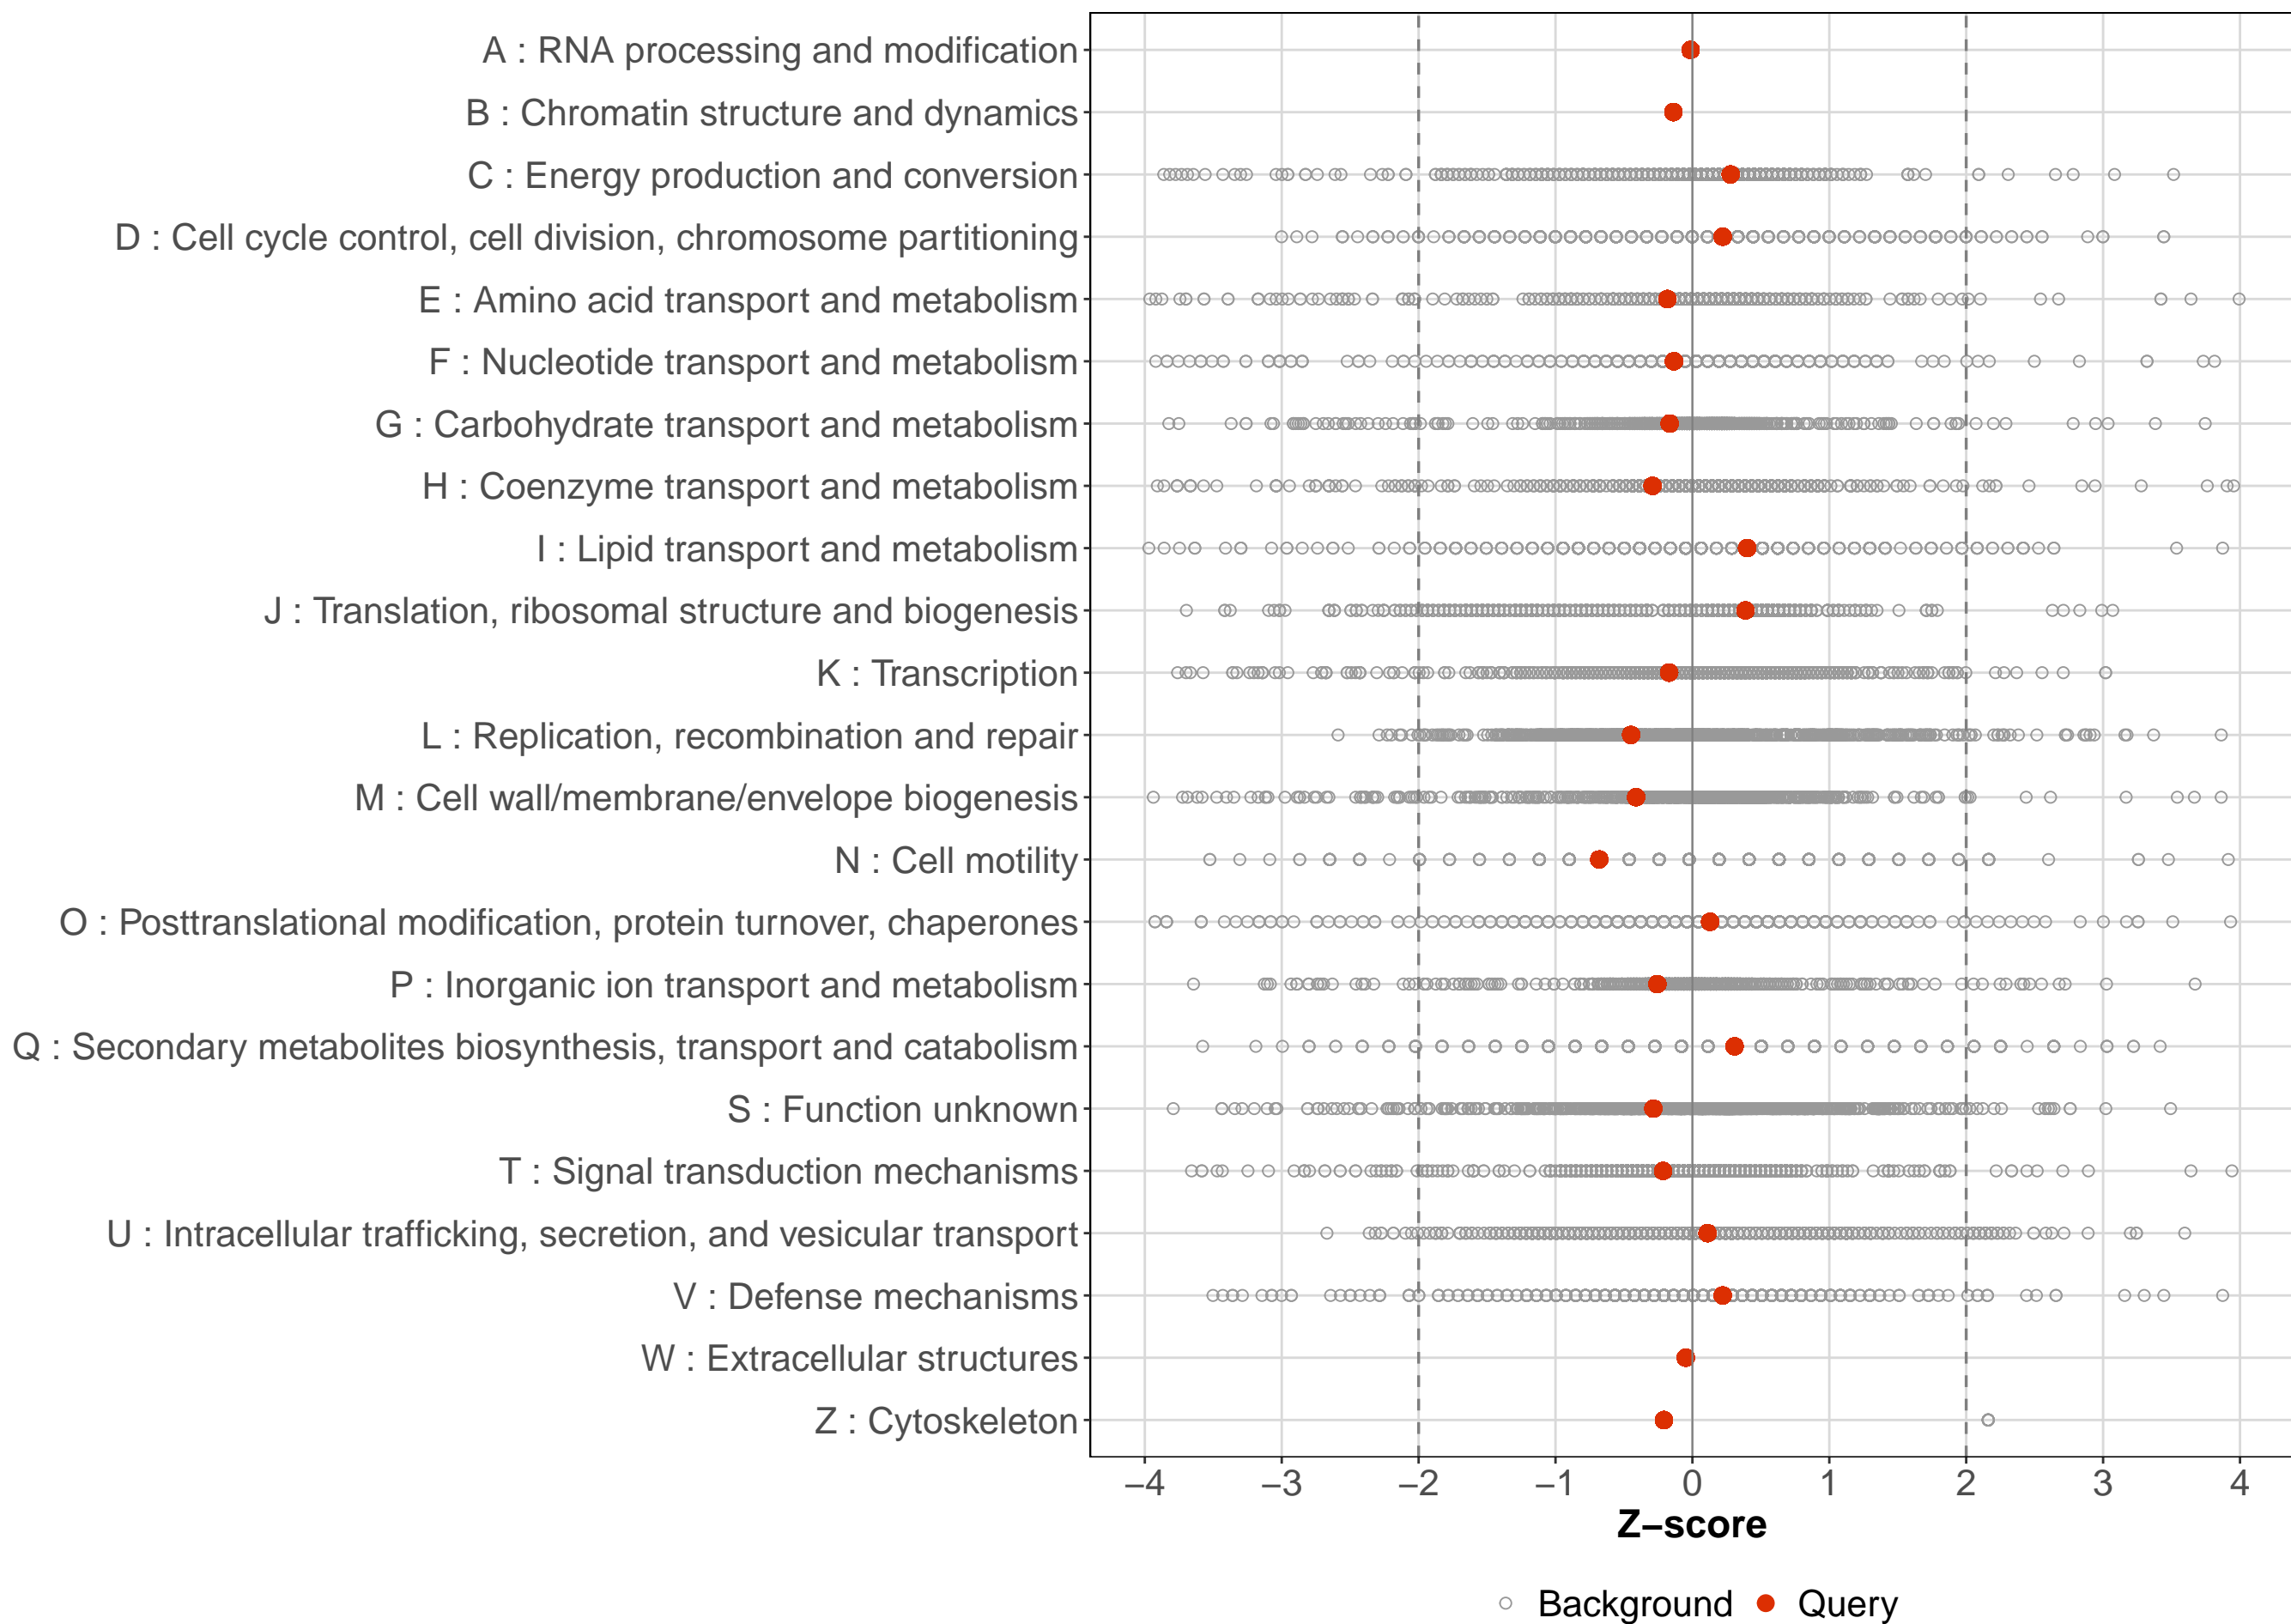 A : RNA processing and modification
B : Chromatin structure and dynamics
C : Energy production and conversion
D : Cell cycle control, cell division, chromosome partitioning
E : Amino acid transport and metabolism
F : Nucleotide transport and metabolism
G : Carbohydrate transport and metabolism
H : Coenzyme transport and metabolism
I : Lipid transport and metabolism
J : Translation, ribosomal structure and biogenesis
K : Transcription
L : Replication, recombination and repair
M : Cell wall/membrane/envelope biogenesis
N : Cell motility
O : Posttranslational modification, protein turnover, chaperones
P : Inorganic ion transport and metabolism
Q : Secondary metabolites biosynthesis, transport and catabolism
S : Function unknown
T : Signal transduction mechanisms
U : Intracellular trafficking, secretion, and vesicular transport
V : Defense mechanisms
W : Extracellular structures
Z : Cytoskeleton
−4 −3 −2 −1 0 1 2 3 4
Z−score
Background Query